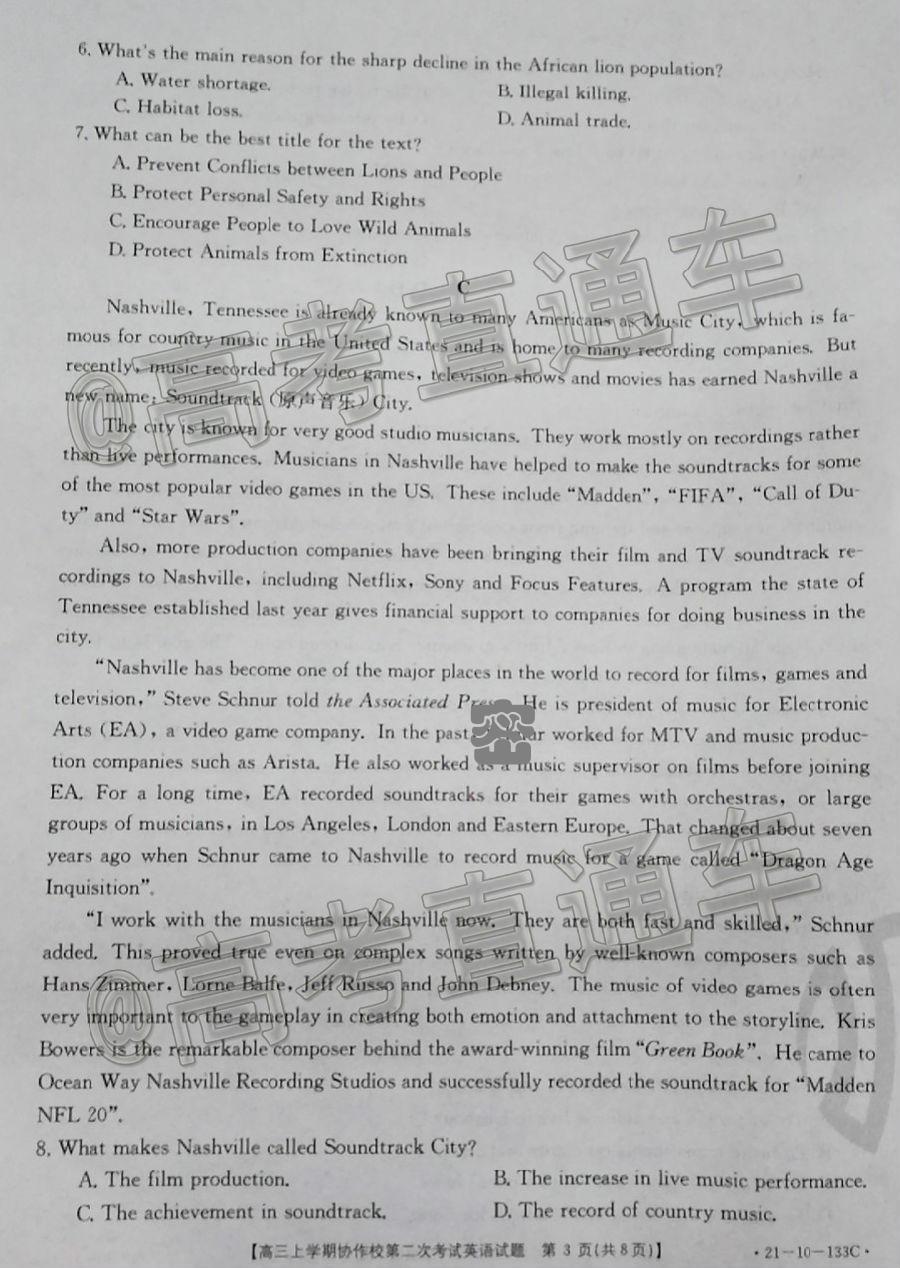 6. What's the main reason for the sharp decline in the African lion population?
A. Water shortage. B. Illegal killing.
C. Habitat loss. D. Animal trade.
7. What can be the best title for the text?
A. Prevent Conflicts between Lions and People
B. Protect Personal Safety and Rights
C. Encourage People to Love Wild Animals
D. Protect Animals from Extinction
C
Nashville, Tennessee is already known to many Americans as Music City, which is fa-
mous for country music in the United States and is home to many recording companies. But
recently, music recorded for video games, television shows and movies has earned Nashville a
new name: Soundtrack (原声音乐) City.
The city is known for very good studio musicians. They work mostly on recordings rather
than live performances. Musicians in Nashville have helped to make the soundtracks for some
of the most popular video games in the US. These include “Madden”, “FIFA”, “Call of Du-
ty” and “Star Wars”.
Also, more production companies have been bringing their film and TV soundtrack re-
cordings to Nashville, including Netflix, Sony and Focus Features. A program the state of
Tennessee established last year gives financial support to companies for doing business in the
city.
“Nashville has become one of the major places in the world to record for films, games and
television,” Steve Schnur told the Associated Press. He is president of music for Electronic
Arts (EA), a video game company. In the past, Schnur worked for MTV and music produc-
tion companies such as Arista. He also worked as a music supervisor on films before joining
EA. For a long time, EA recorded soundtracks for their games with orchestras, or large
groups of musicians, in Los Angeles, London and Eastern Europe. That changed about seven
years ago when Schnur came to Nashville to record music for a game called “Dragon Age
Inquisition”.
“I work with the musicians in Nashville now. They are both fast and skilled,” Schnur
added. This proved true even on complex songs written by well-known composers such as
Hans Zimmer, Lorne Balfe, Jeff Russo and John Debney. The music of video games is often
very important to the gameplay in creating both emotion and attachment to the storyline. Kris
Bowers is the remarkable composer behind the award-winning film “Green Book”. He came to
Ocean Way Nashville Recording Studios and successfully recorded the soundtrack for “Madden
NFL 20”.
8. What makes Nashville called Soundtrack City?
A. The film production. B. The increase in live music performance.
C. The achievement in soundtrack. D. The record of country music.
【高三上学期协作校第二次考试英语试题 第 3 页(共 8 页)】 ·21-10-133C·
@高考直通车
@高考直通车